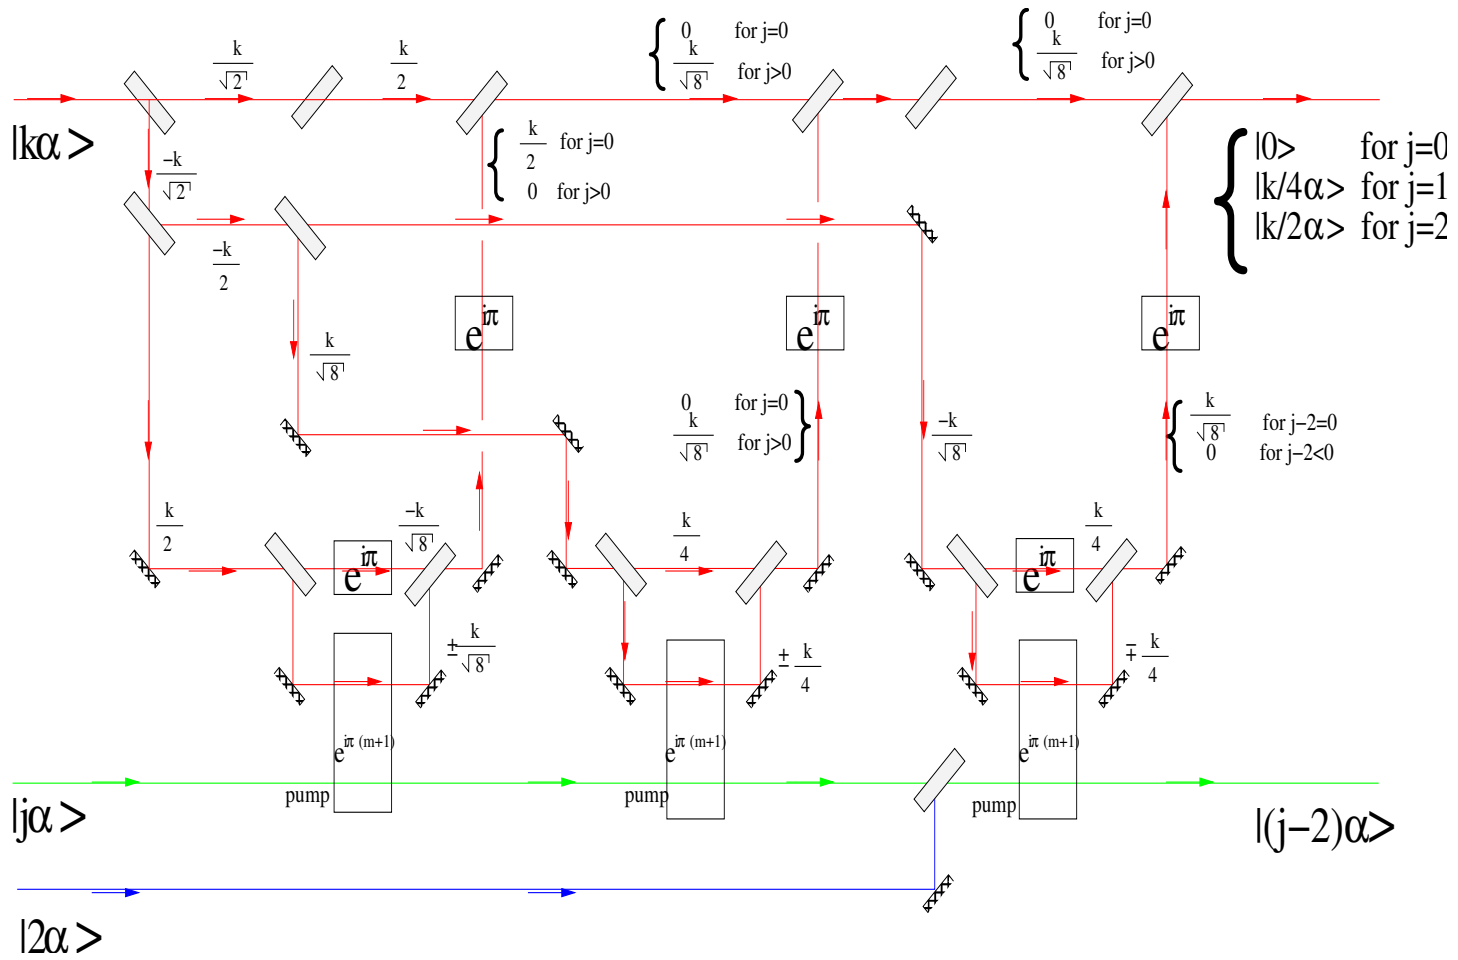 k/√2
k/2
{ 0 for j=0
k/√8 for j>0
{ 0 for j=0
k/√8 for j>0
|kα>
−k/√2
{ k/2 for j=0
0 for j>0
{ |0> for j=0
|k/4α> for j=1
|k/2α> for j=2
−k/2
e^{iπ}
e^{iπ}
e^{iπ}
k/√8
0 for j=0 }
k/√8 for j>0
−k/√8
{ k/√8 for j−2=0
0 for j−2<0
k/2
−k/√8
k/4
k/4
e^{iπ}
e^{iπ}
±k/√8
±k/4
∓k/4
e^{iπ (m+1)}
e^{iπ (m+1)}
e^{iπ (m+1)}
pump
pump
pump
|jα>
|(j−2)α>
|2α>